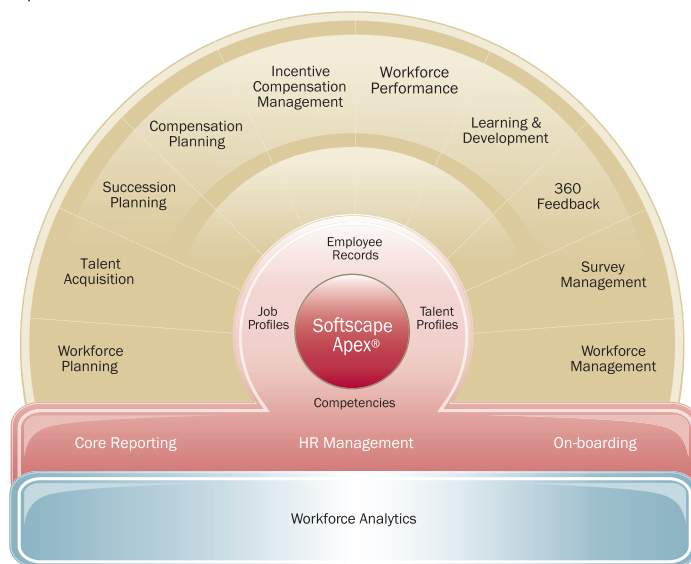 Incentive
Compensation
Management
Workforce
Performance
Compensation
Planning
Learning &
Development
Succession
Planning
360
Feedback
Talent
Acquisition
Survey
Management
Workforce
Planning
Workforce
Management
Employee
Records
Job
Profiles
Talent
Profiles
Softscape
Apex®
Competencies
Core Reporting
HR Management
On-boarding
Workforce Analytics